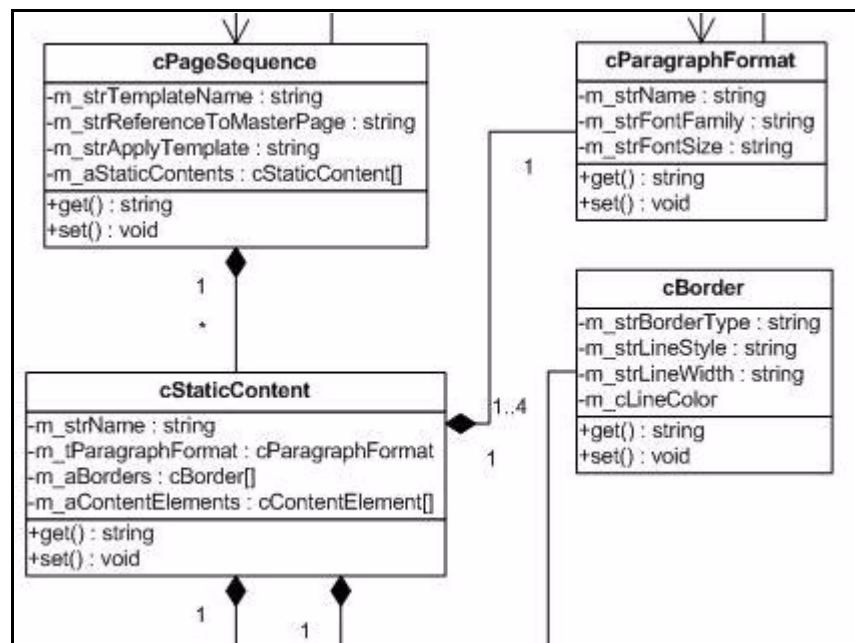 cPageSequence
-m_strTemplateName : string
-m_strReferenceToMasterPage : string
-m_strApplyTemplate : string
-m_aStaticContents : cStaticContent[]
+get() : string
+set() : void
cParagraphFormat
-m_strName : string
-m_strFontFamily : string
-m_strFontSize : string
+get() : string
+set() : void
1
1
*
cBorder
-m_strBorderType : string
-m_strLineStyle : string
-m_strLineWidth : string
-m_cLineColor
+get() : string
+set() : void
cStaticContent
-m_strName : string
-m_tParagraphFormat : cParagraphFormat
-m_aBorders : cBorder[]
-m_aContentElements : cContentElement[]
+get() : string
+set() : void
1..4
1
1
1